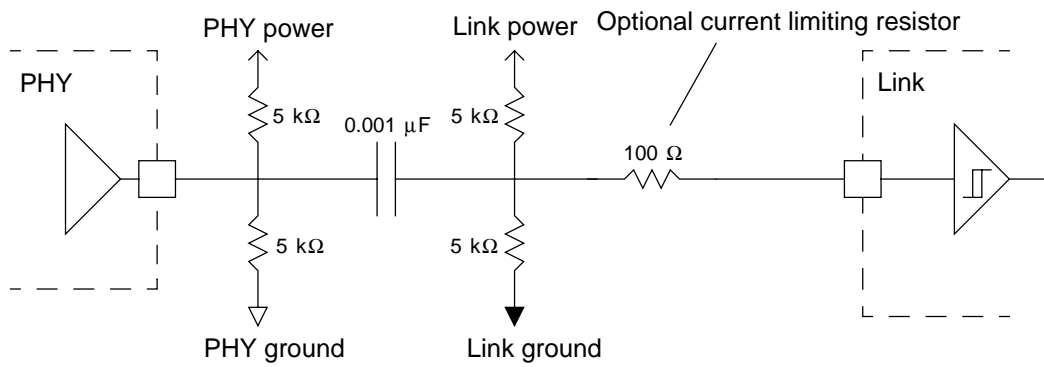 PHY power
Link power
Optional current limiting resistor
PHY
Link
5 kΩ
0.001 μF
5 kΩ
100 Ω
5 kΩ
5 kΩ
PHY ground
Link ground